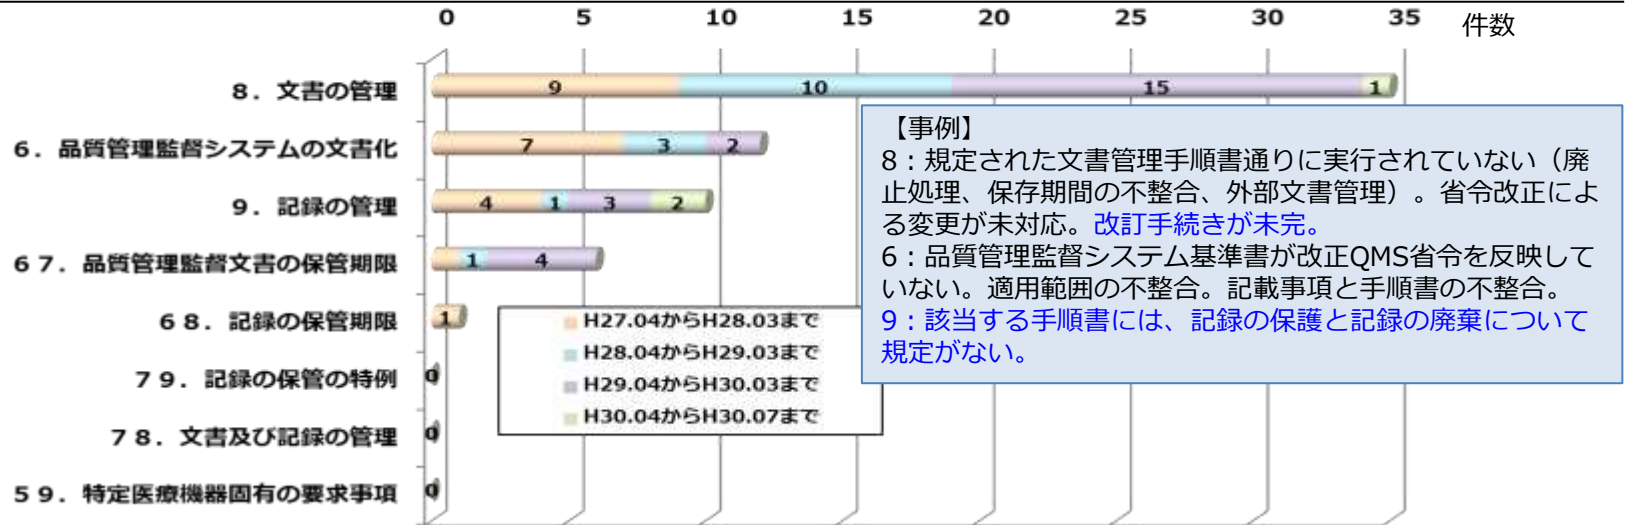 0 5 10 15 20 25 30 35 件数
8．文書の管理 9 10 15 1
6．品質管理監督システムの文書化 7 3 2
9．記録の管理 4 1 3 2
67．品質管理監督文書の保管期限 1 4
68．記録の保管期限 1
79．記録の保管の特例 0
78．文書及び記録の管理 0
59．特定医療機器固有の要求事項 0
H27.04からH28.03まで
H28.04からH29.03まで
H29.04からH30.03まで
H30.04からH30.07まで
【事例】
8：規定された文書管理手順書通りに実行されていない（廃
止処理、保存期間の不整合、外部文書管理）。省令改正によ
る変更が未対応。改訂手続きが未完。
6：品質管理監督システム基準書が改正QMS省令を反映して
いない。適用範囲の不整合。記載事項と手順書の不整合。
9：該当する手順書には、記録の保護と記録の廃棄について
規定がない。